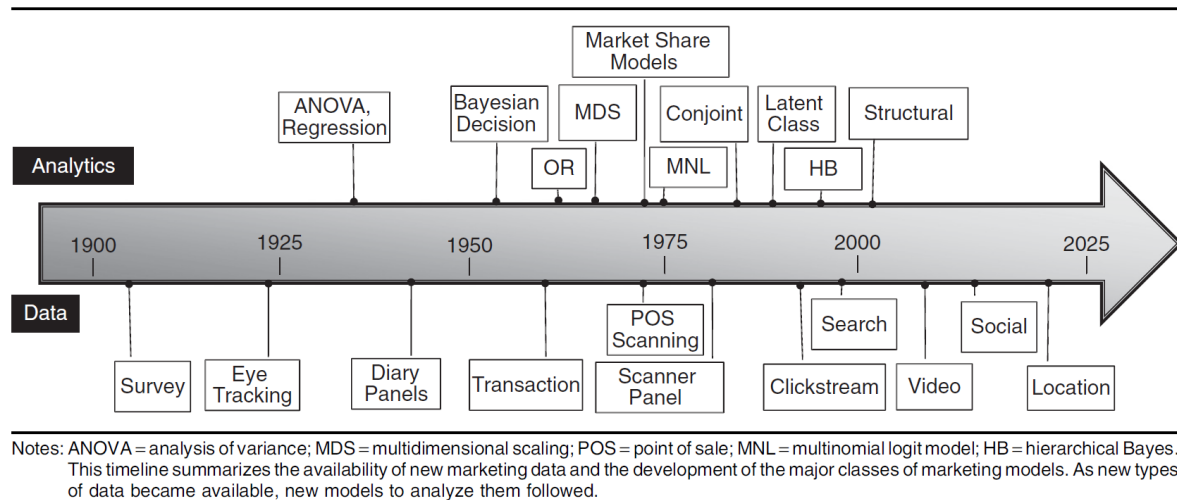 Market Share
Models
ANOVA,
Regression
Bayesian
Decision
MDS
Conjoint
Latent
Class
Structural
Analytics
OR
MNL
HB
1900
1925
1950
1975
2000
2025
Data
POS
Scanning
Search
Social
Survey
Eye
Tracking
Diary
Panels
Transaction
Scanner
Panel
Clickstream
Video
Location
Notes: ANOVA = analysis of variance; MDS = multidimensional scaling; POS = point of sale; MNL = multinomial logit model; HB = hierarchical Bayes.
This timeline summarizes the availability of new marketing data and the development of the major classes of marketing models. As new types
of data became available, new models to analyze them followed.